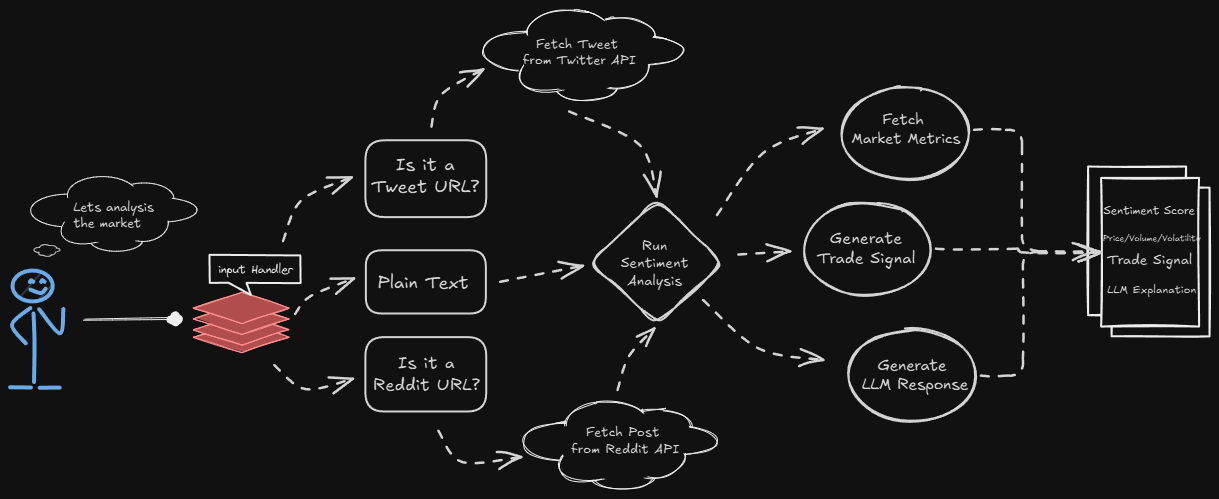 Lets analysis
the market
input Handler
Is it a
Tweet URL?
Plain Text
Is it a
Reddit URL?
Fetch Tweet
from Twitter API
Fetch Post
from Reddit API
Run
Sentiment
Analysis
Fetch
Market Metrics
Generate
Trade Signal
Generate
LLM Response
Sentiment Score
Price/Volume/Volatility
Trade Signal
LLM Explanation